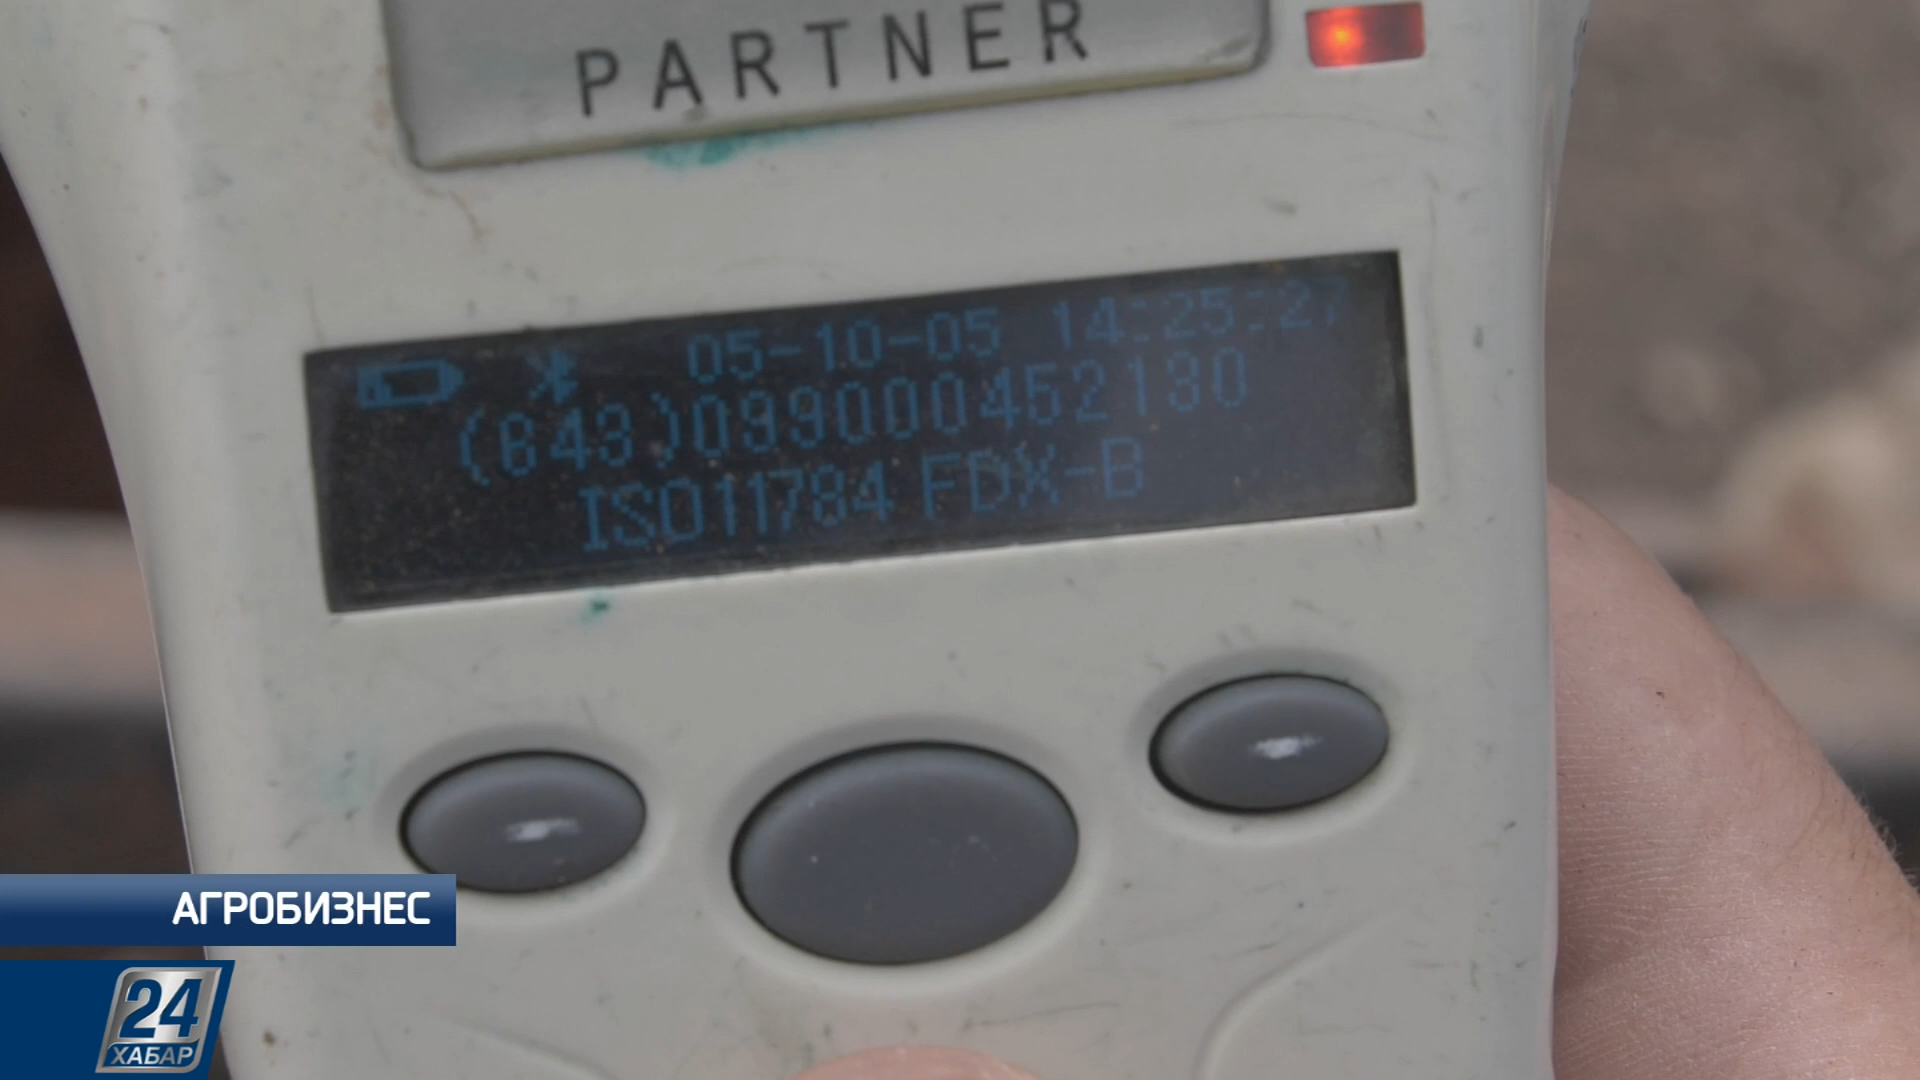 PARTNER
05-10-05 14:25:27
(643)099000452130
ISO11784 FDX-B
АГРОБИЗНЕС
24
ХАБАР